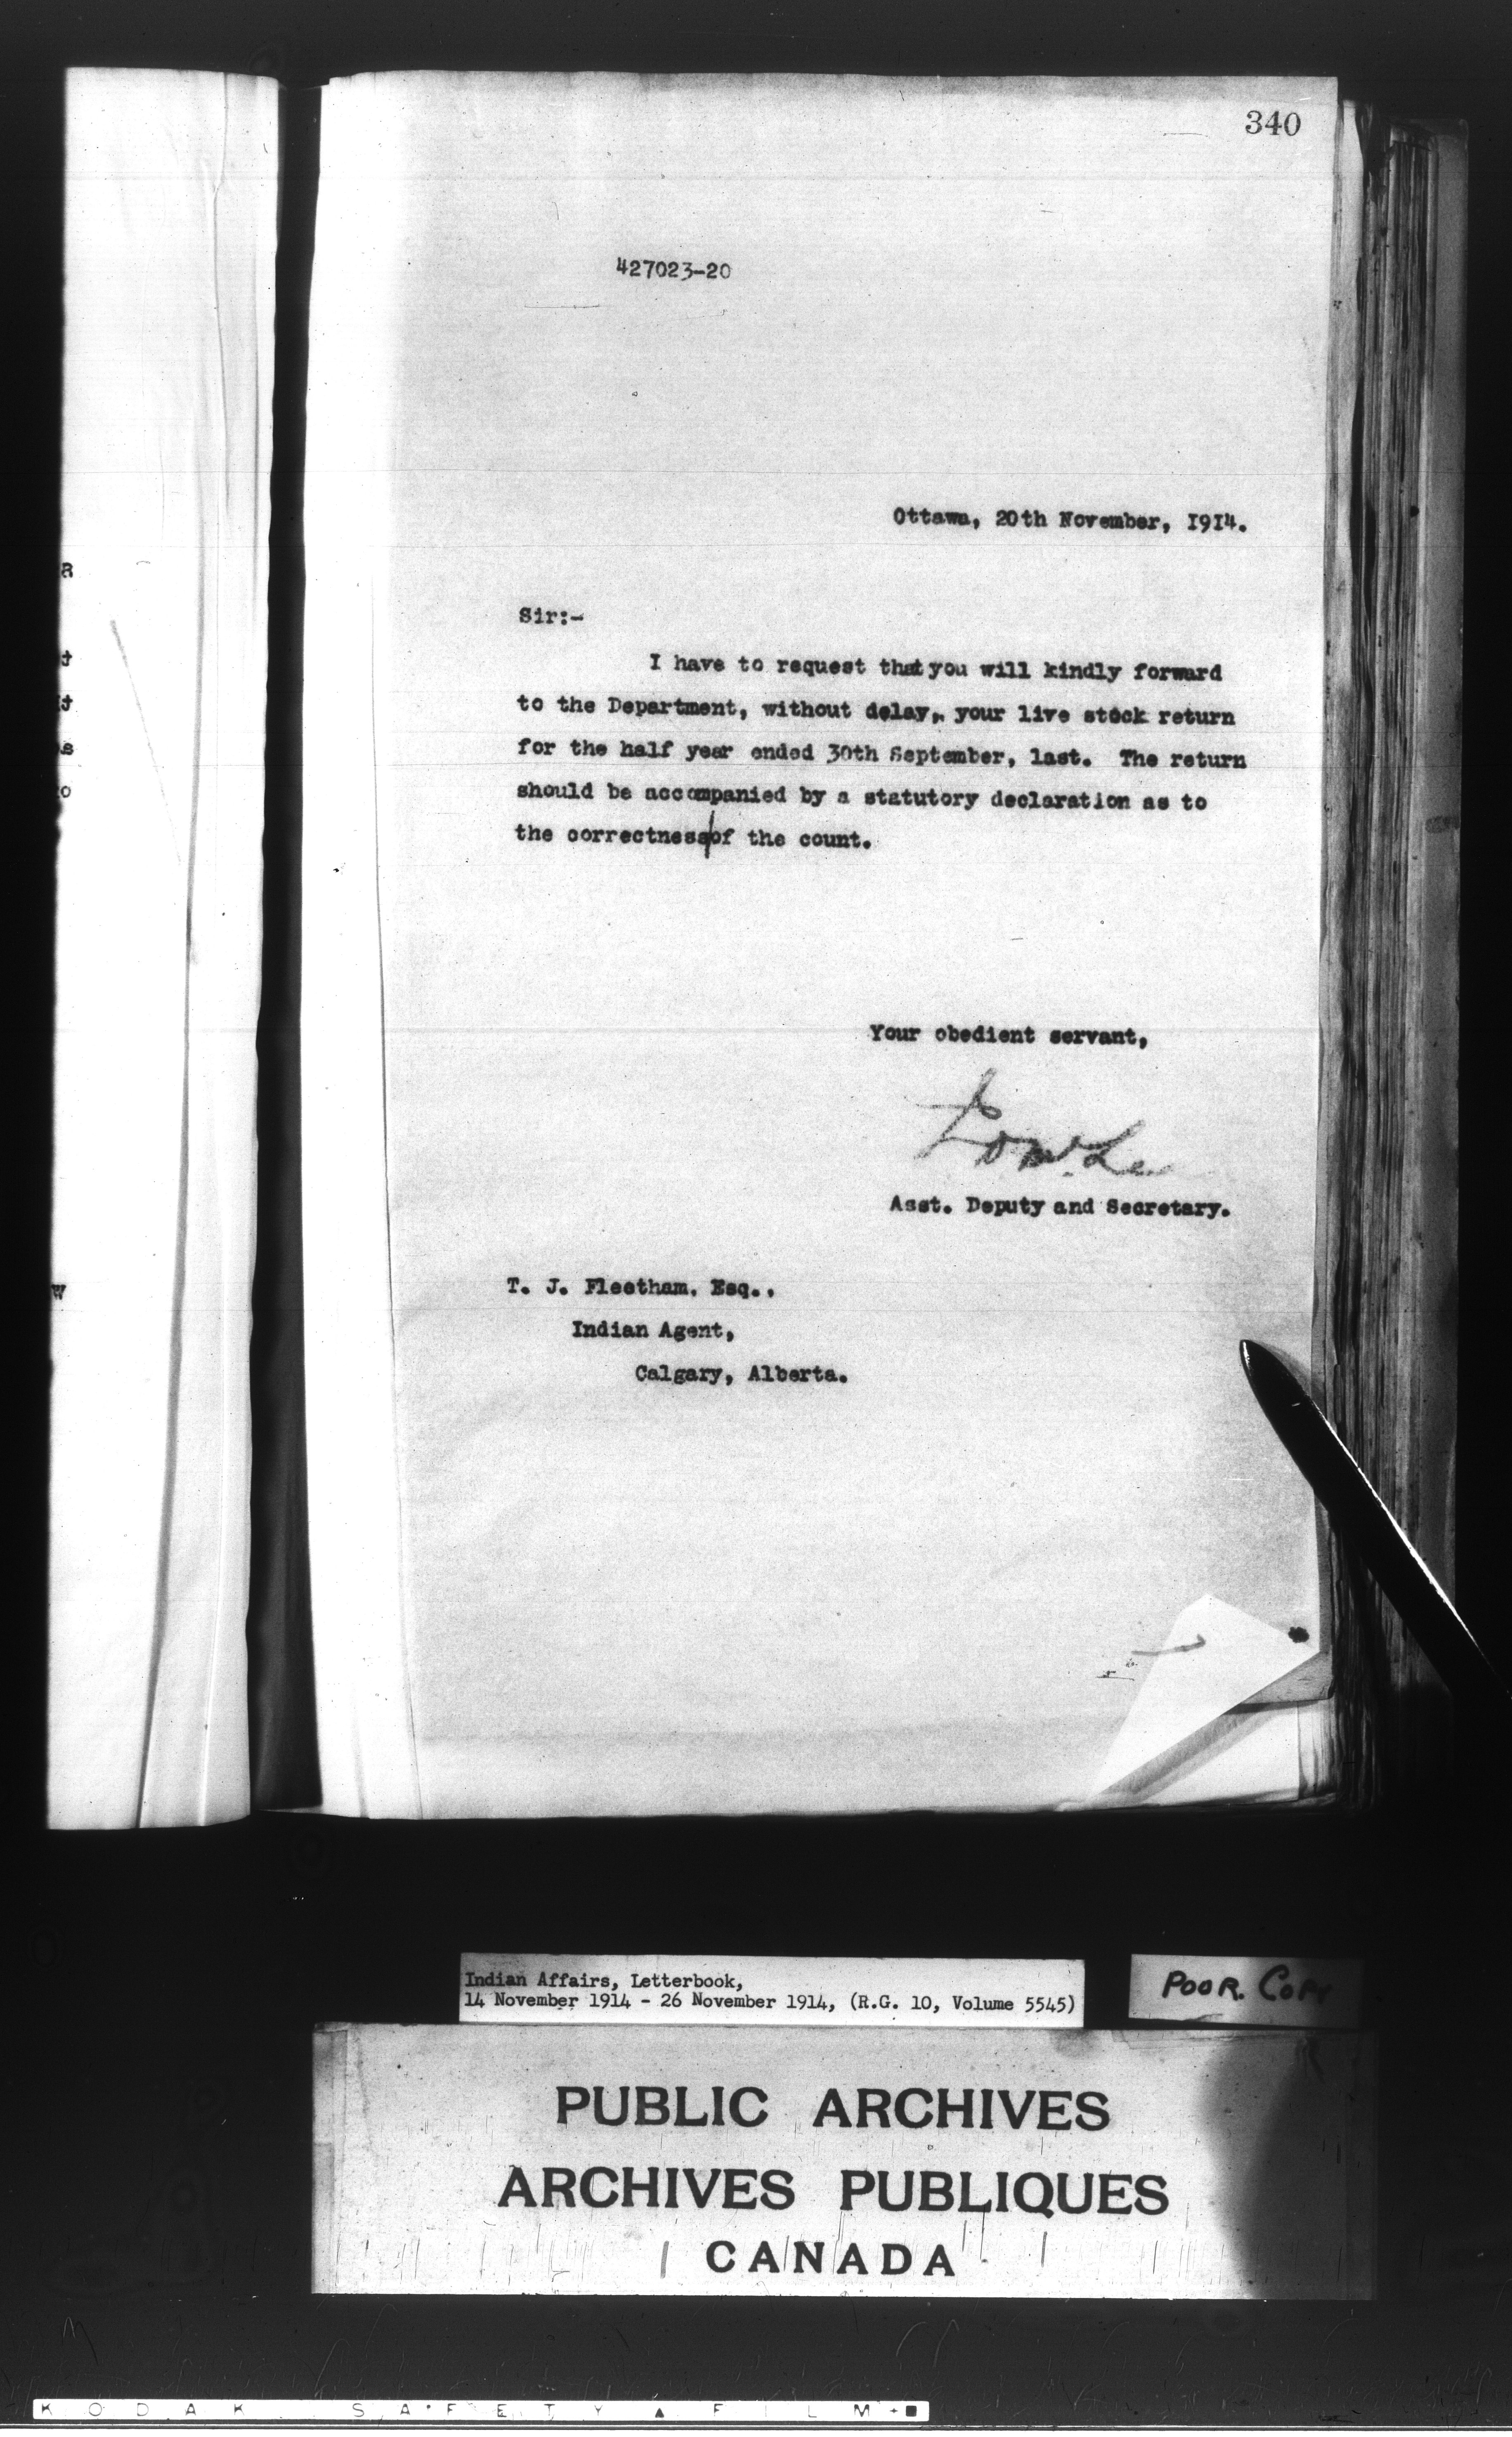 340
427023-20
Ottawa, 20th November, 1914.
Sir:-
I have to request that you will kindly forward
to the Department, without delay, your live stock return
for the half year ended 30th September, last. The return
should be accompanied by a statutory declaration as to
the correctness of the count.
Your obedient servant,
Asst. Deputy and Secretary.
T. J. Fleetham, Esq.,
Indian Agent,
Calgary, Alberta.
Indian Affairs, Letterbook,
14 November 1914 - 26 November 1914, (R.G. 10, Volume 5545)
POOR. COPY
PUBLIC ARCHIVES
ARCHIVES PUBLIQUES
CANADA
KODAK SAFETY FILM